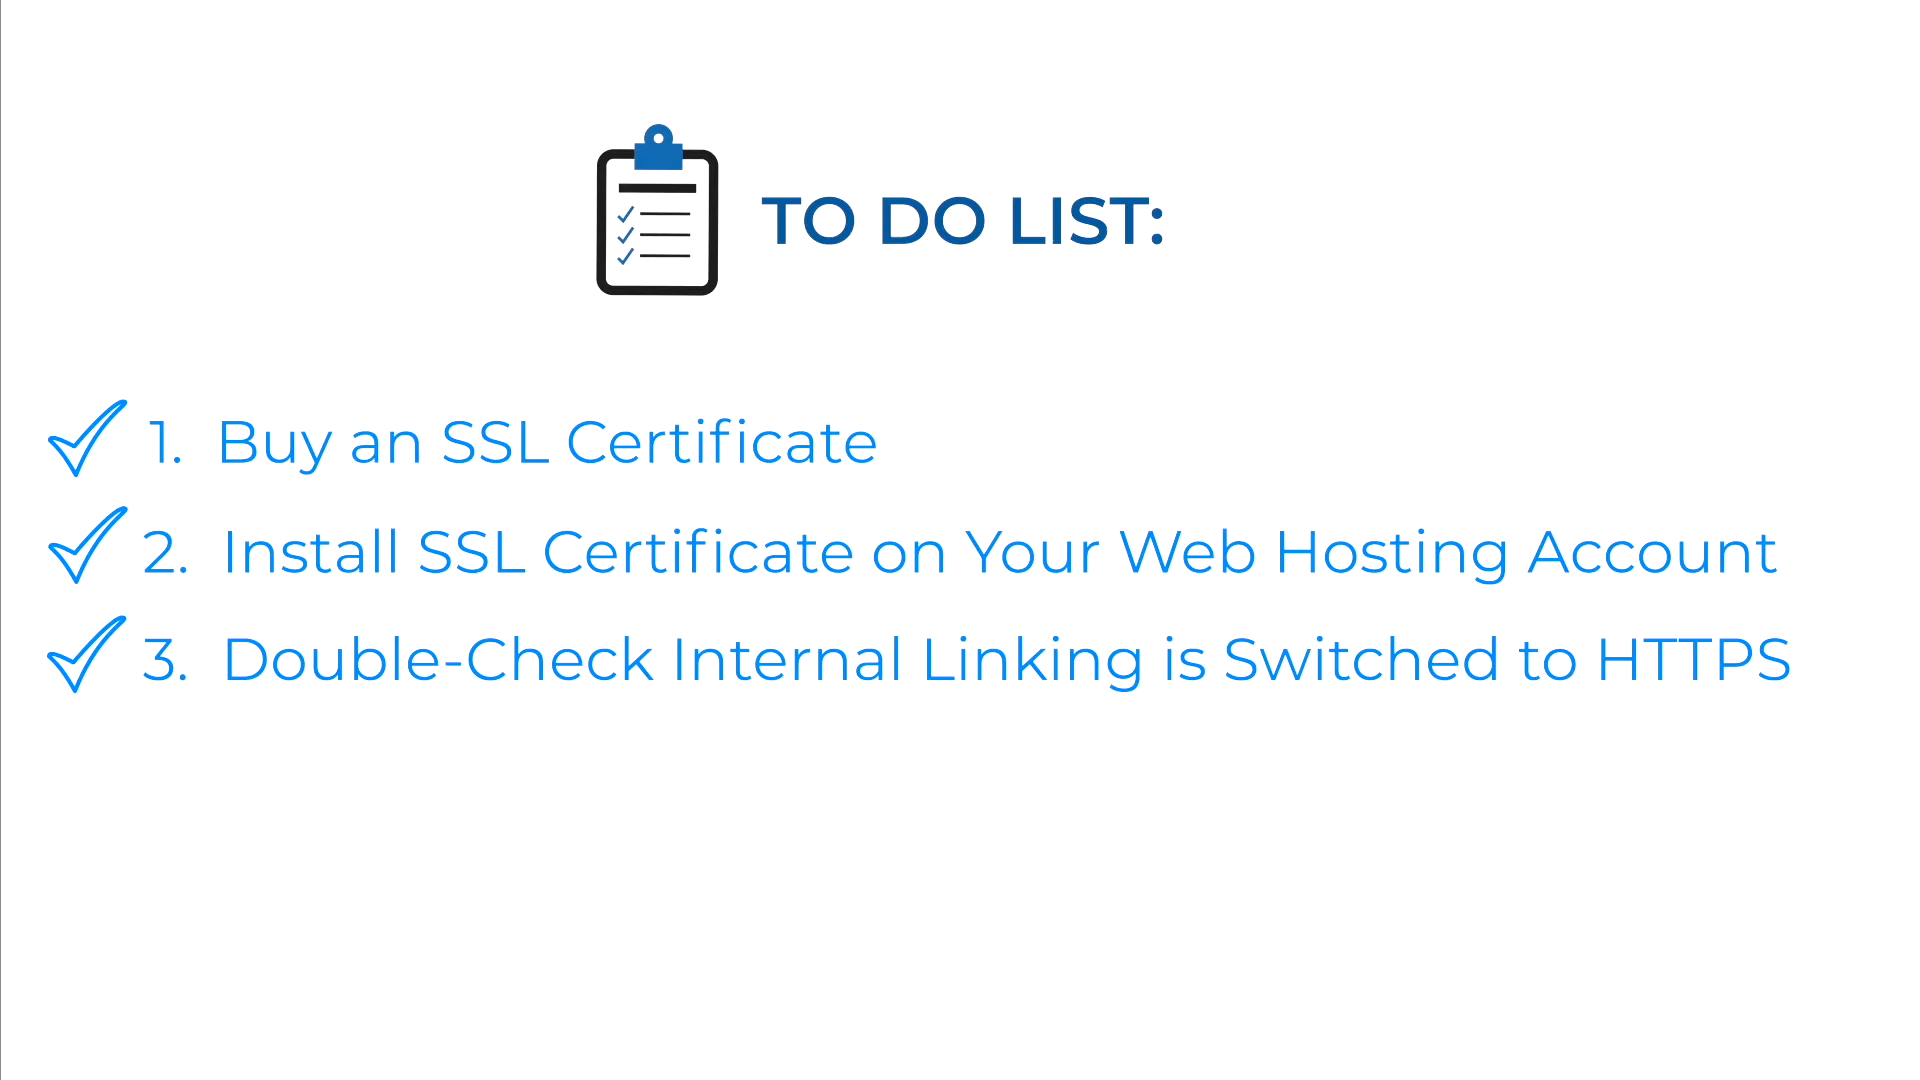 TO DO LIST:
1. Buy an SSL Certificate
2. Install SSL Certificate on Your Web Hosting Account
3. Double-Check Internal Linking is Switched to HTTPS